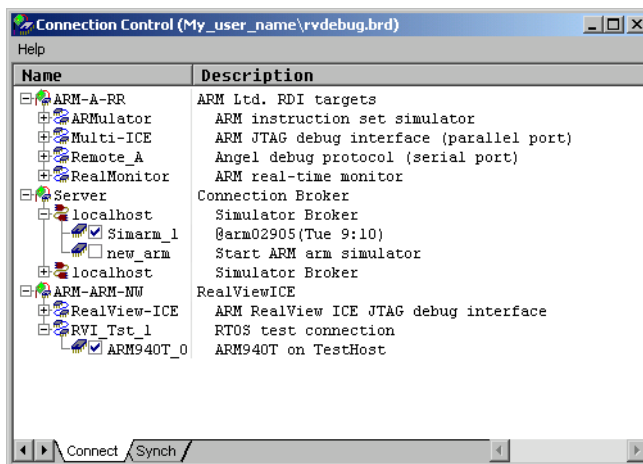 Connection Control (My_user_name\rvdebug.brd)
Help
Name Description
ARM-A-RR ARM Ltd. RDI targets
ARMulator ARM instruction set simulator
Multi-ICE ARM JTAG debug interface (parallel port)
Remote_A Angel debug protocol (serial port)
RealMonitor ARM real-time monitor
Server Connection Broker
localhost Simulator Broker
Simarm_1 @arm02905(Tue 9:10)
new_arm Start ARM arm simulator
localhost Simulator Broker
ARM-ARM-NW RealViewICE
RealView-ICE ARM RealView ICE JTAG debug interface
RVI_Tst_1 RTOS test connection
ARM940T_0 ARM940T on TestHost
Connect Synch